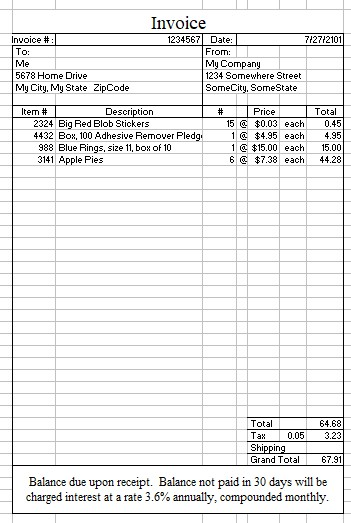 Invoice
Invoice #: 1234567 Date: 7/27/2101
To: From:
Me My Company
5678 Home Drive 1234 Somewhere Street
My City, My State ZipCode SomeCity, SomeState
Item # Description # Price Total
2324 Big Red Blob Stickers 15 @ $0.03 each 0.45
4432 Box, 100 Adhesive Remover Pledg 1 @ $4.95 each 4.95
988 Blue Rings, size 11, box of 10 1 @ $15.00 each 15.00
3141 Apple Pies 6 @ $7.38 each 44.28
Total 64.68
Tax 0.05 3.23
Shipping
Grand Total 67.91
Balance due upon receipt. Balance not paid in 30 days will be
charged interest at a rate 3.6% annually, compounded monthly.